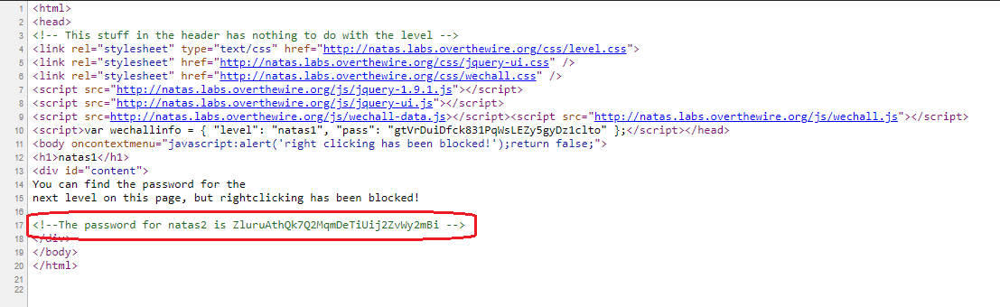 1 <html>
2 <head>
3 <!-- This stuff in the header has nothing to do with the level -->
4 <link rel="stylesheet" type="text/css" href="http://natas.labs.overthewire.org/css/level.css">
5 <link rel="stylesheet" href="http://natas.labs.overthewire.org/css/jquery-ui.css" />
6 <link rel="stylesheet" href="http://natas.labs.overthewire.org/css/wechall.css" />
7 <script src="http://natas.labs.overthewire.org/js/jquery-1.9.1.js"></script>
8 <script src="http://natas.labs.overthewire.org/js/jquery-ui.js"></script>
9 <script src=http://natas.labs.overthewire.org/js/wechall-data.js></script><script src="http://natas.labs.overthewire.org/js/wechall.js"></script>
10 <script>var wechallinfo = { "level": "natas1", "pass": "gtVrDuiDfck831PqWsLEZy5gyDz1clto" };</script></head>
11 <body oncontextmenu="javascript:alert('right clicking has been blocked!');return false;">
12 <h1>natas1</h1>
13 <div id="content">
14 You can find the password for the
15 next level on this page, but rightclicking has been blocked!
16
17 <!--The password for natas2 is ZluruAthQk7Q2MqmDeTiUij2ZvWy2mBi -->
18 </div>
19 </body>
20 </html>
21
22